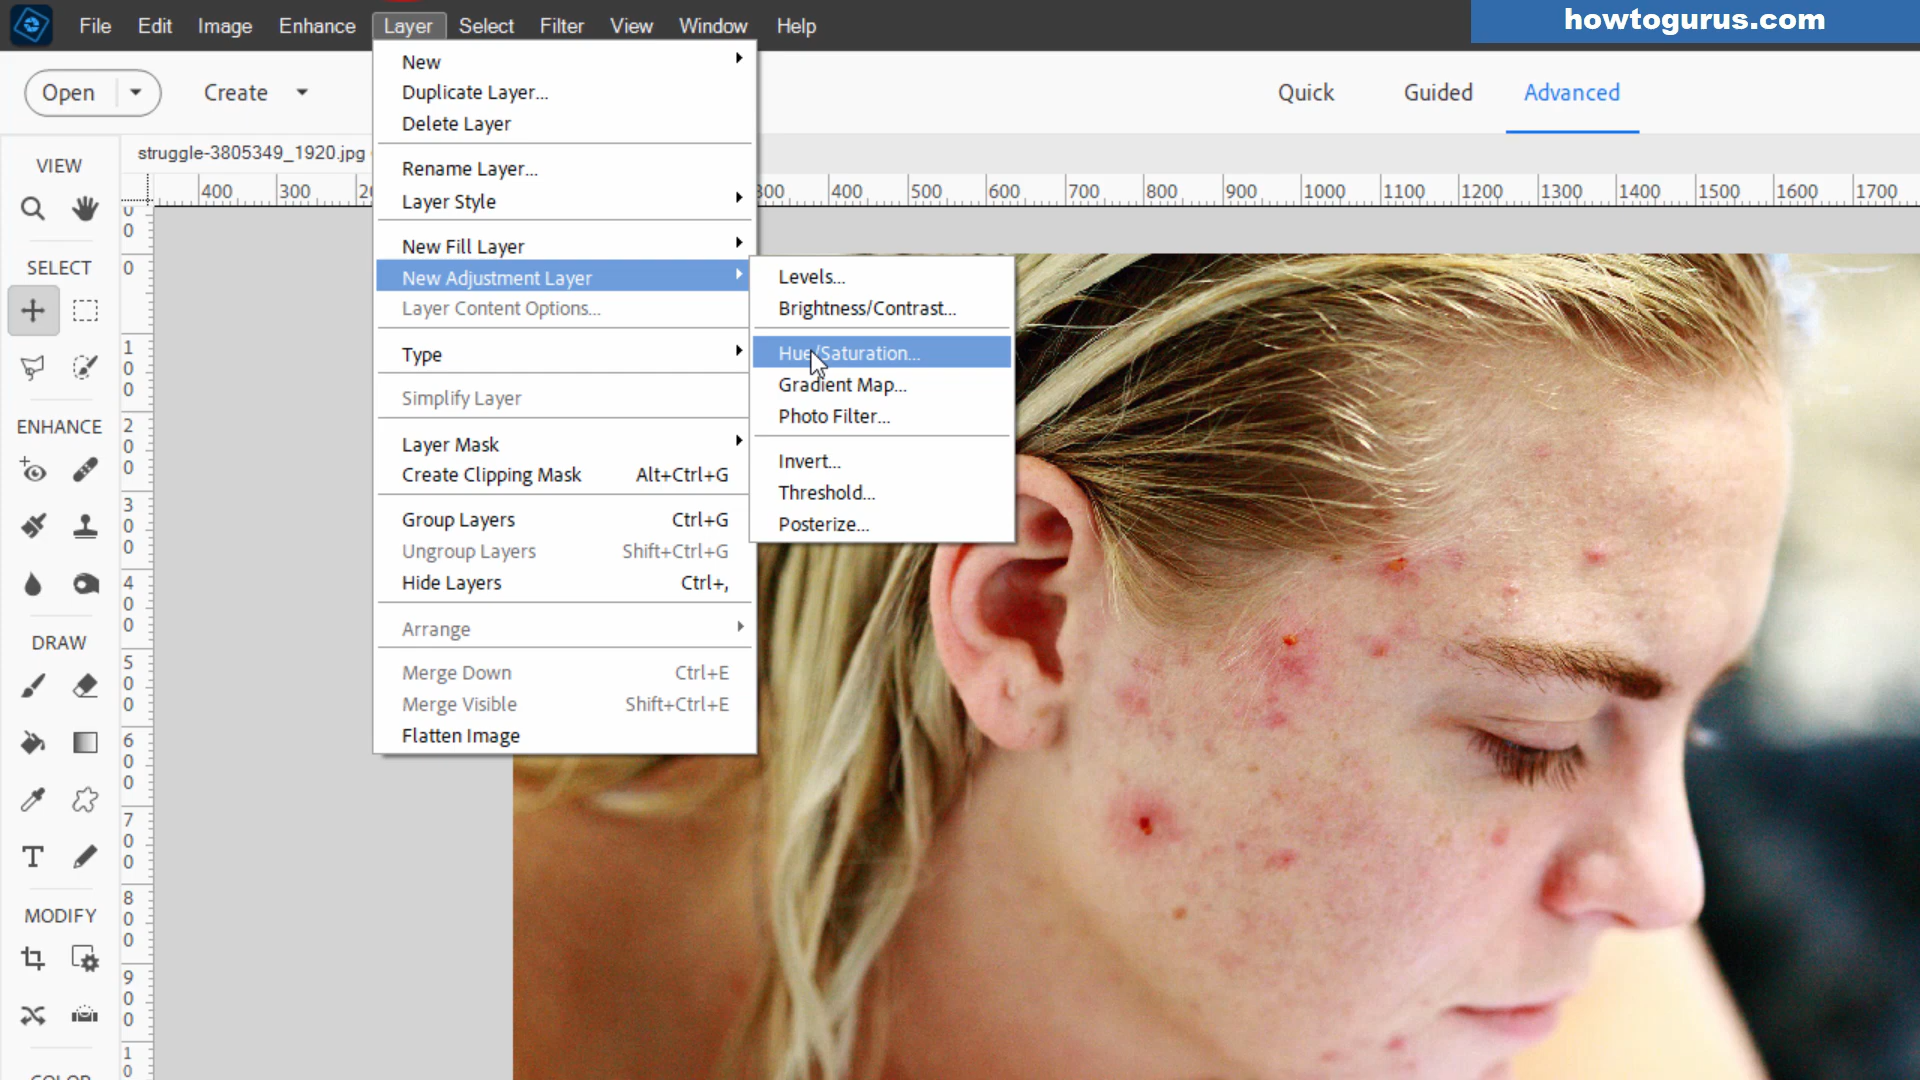 File Edit Image Enhance Layer Select Filter View Window Help
howtogurus.com
Open Create
Quick Guided Advanced
struggle-3805349_1920.jpg
400 300 300 400 500 600 700 800 900 1000 1100 1200 1300 1400 1500 1600 1700
VIEW
SELECT
ENHANCE
DRAW
MODIFY
0
0
0
1
0
0
2
0
0
3
0
0
4
0
0
5
0
0
6
0
0
7
0
0
8
0
0
9
0
0
1
0
New
Duplicate Layer...
Delete Layer
Rename Layer...
Layer Style
New Fill Layer
New Adjustment Layer
Layer Content Options...
Type
Simplify Layer
Layer Mask
Create Clipping Mask Alt+Ctrl+G
Group Layers Ctrl+G
Ungroup Layers Shift+Ctrl+G
Hide Layers Ctrl+,
Arrange
Merge Down Ctrl+E
Merge Visible Shift+Ctrl+E
Flatten Image
Levels...
Brightness/Contrast...
Hue/Saturation...
Gradient Map...
Photo Filter...
Invert...
Threshold...
Posterize...